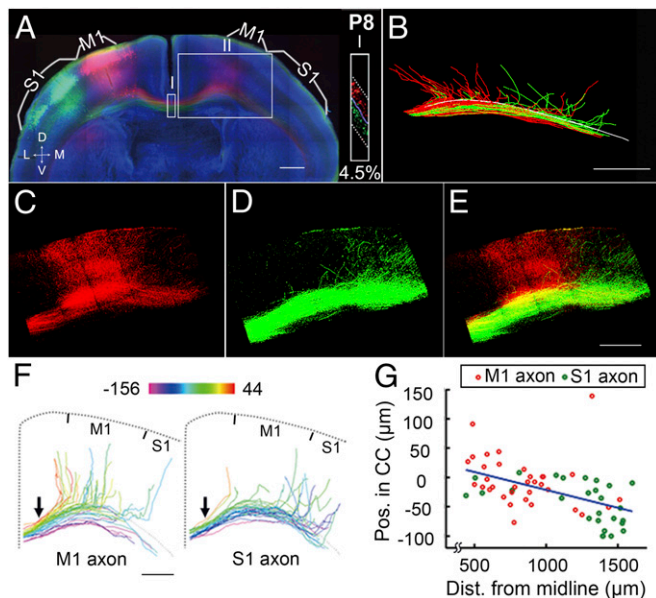 A
S1
M1
I
II
M1
S1
D
L M
V
P8
I
4.5%
B
C
D
E
F
-156 44
M1
S1
M1
S1
M1 axon
S1 axon
G
M1 axon S1 axon
Pos. in CC (µm)
150
100
50
0
-50
-100
500 1000 1500
Dist. from midline (µm)